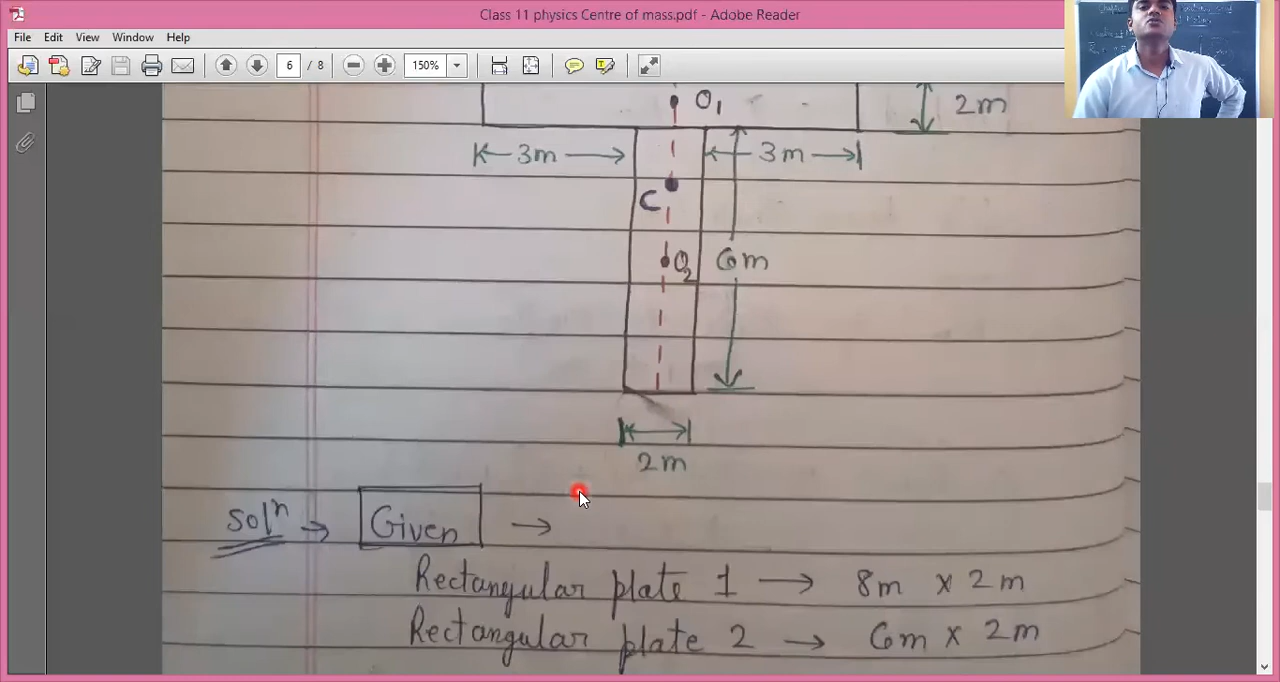 Class 11 physics Centre of mass.pdf - Adobe Reader
File Edit View Window Help
6 / 8 150%
O1 2m
3m 3m
C
O2 6m
2m
Soln → Given →
Rectangular plate 1 → 8m × 2m
Rectangular plate 2 → 6m × 2m